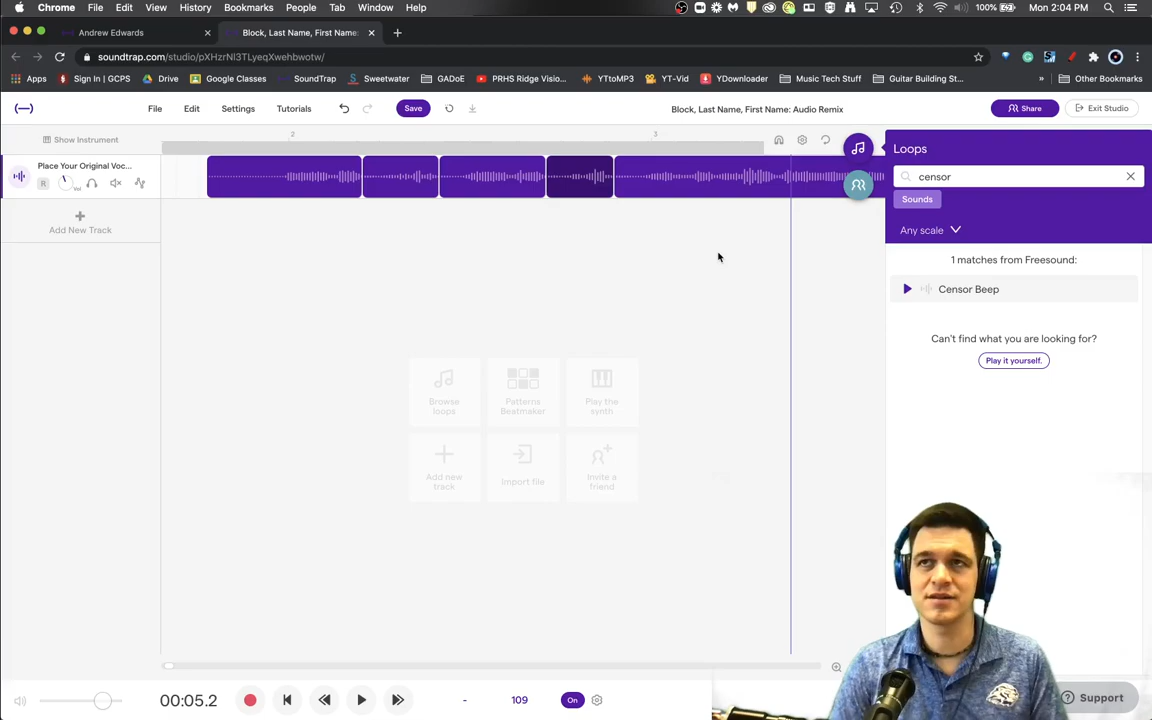 Chrome File Edit View History Bookmarks People Tab Window Help 100% Mon 2:04 PM
Andrew Edwards Block, Last Name, First Name:
soundtrap.com/studio/pXHzrNI3TLyeqXwehbwotw/
Apps Sign In | GCPS Drive Google Classes SoundTrap Sweetwater GADoE PRHS Ridge Visio... YTtoMP3 YT-Vid YDownloader Music Tech Stuff Guitar Building St... » Other Bookmarks
File Edit Settings Tutorials Save Block, Last Name, First Name: Audio Remix Share Exit Studio
Show Instrument 2 3
Loops
Place Your Original Voc...
R Vol
censor
Sounds
Add New Track
Any scale
1 matches from Freesound:
Censor Beep
Can't find what you are looking for?
Play it yourself.
Browse loops
Patterns Beatmaker
Play the synth
Add new track
Import file
Invite a friend
00:05.2 - 109 On Support